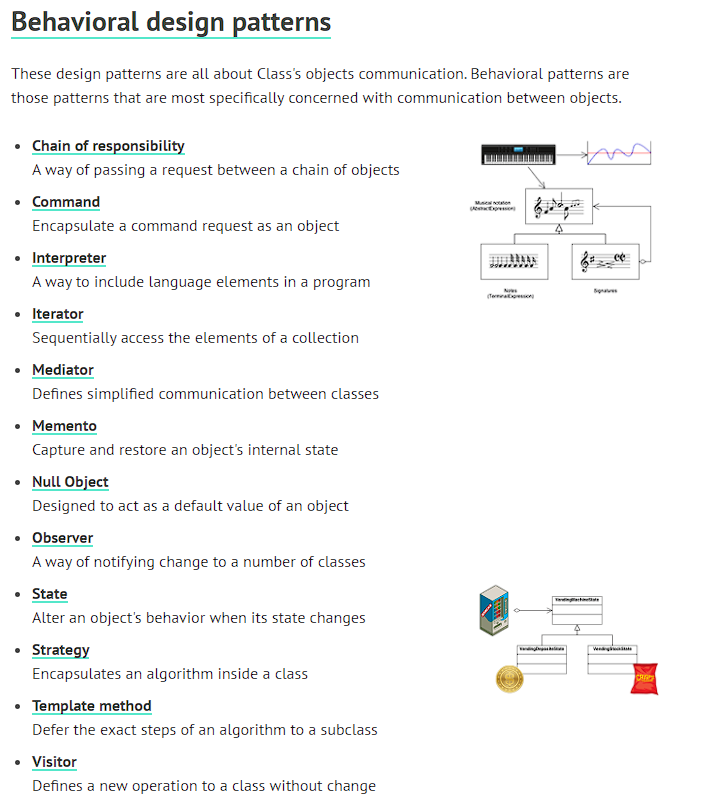 Behavioral design patterns
These design patterns are all about Class's objects communication. Behavioral patterns are
those patterns that are most specifically concerned with communication between objects.
Chain of responsibility
A way of passing a request between a chain of objects
Command
Encapsulate a command request as an object
Interpreter
A way to include language elements in a program
Iterator
Sequentially access the elements of a collection
Mediator
Defines simplified communication between classes
Memento
Capture and restore an object's internal state
Null Object
Designed to act as a default value of an object
Observer
A way of notifying change to a number of classes
State
Alter an object's behavior when its state changes
Strategy
Encapsulates an algorithm inside a class
Template method
Defer the exact steps of an algorithm to a subclass
Visitor
Defines a new operation to a class without change
Musical notation
(AbstractExpression)
Notes
(TerminalExpression)
Signatures
VendingMachineState
VendingDepositState
VendingStockState
CHIPS